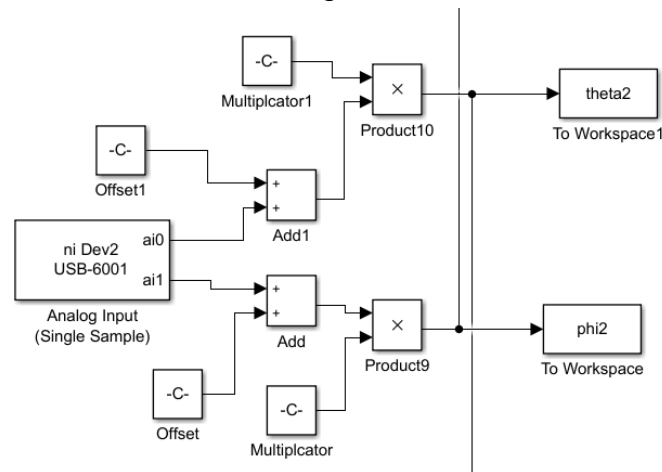 -C-
Multiplcator1
×
Product10
theta2
To Workspace1
-C-
Offset1
+
+
Add1
ni Dev2
USB-6001
ai0
ai1
Analog Input
(Single Sample)
+
+
Add
×
Product9
phi2
To Workspace
-C-
Offset
-C-
Multiplcator